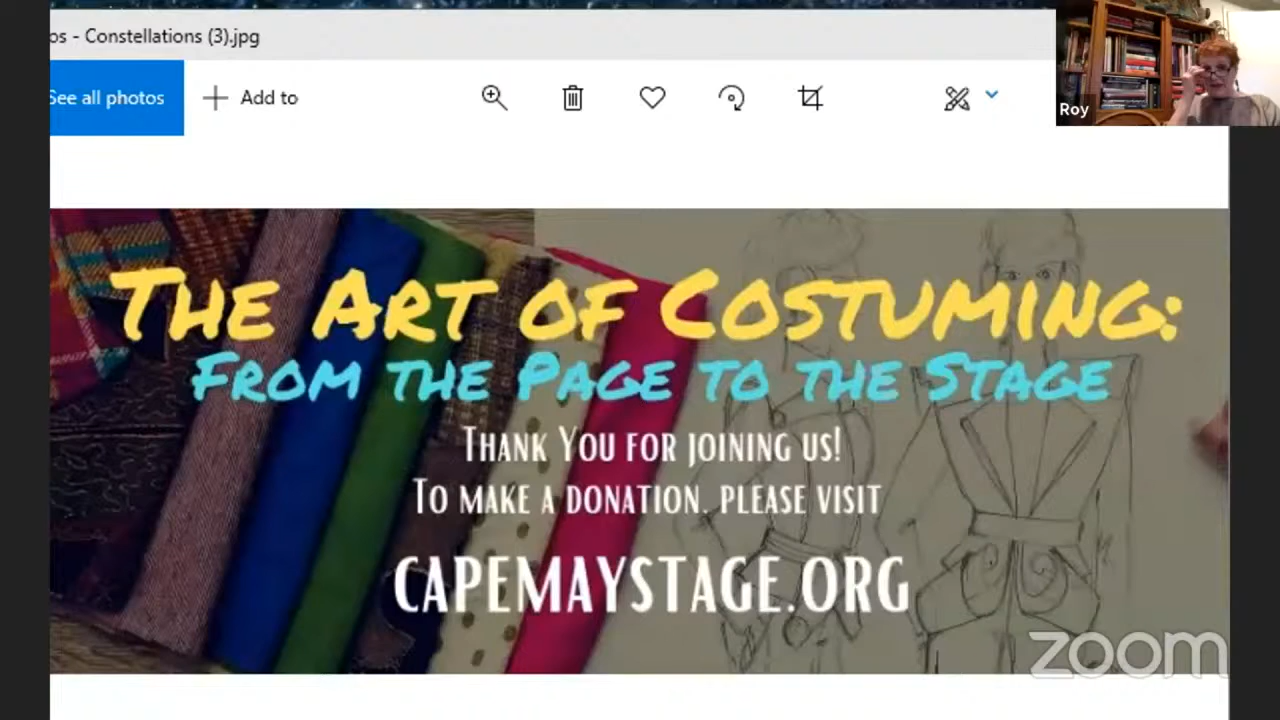 os - Constellations (3).jpg
See all photos
Add to
Roy
The Art of Costuming:
From the Page to the Stage
Thank You for joining us!
To make a donation, please visit
capemaystage.org
zoom